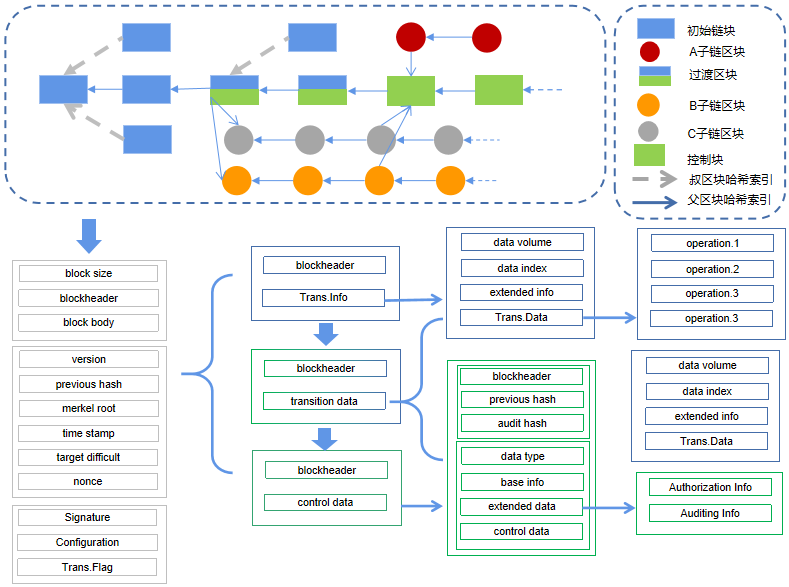 初始链块
A子链区块
过渡区块
B子链区块
C子链区块
控制块
叔区块哈希索引
父区块哈希索引
block size
blockheader
block body
version
previous hash
merkel root
time stamp
target difficult
nonce
Signature
Configuration
Trans.Flag
blockheader
Trans.Info
blockheader
transition data
blockheader
control data
data volume
data index
extended info
Trans.Data
blockheader
previous hash
audit hash
data type
base info
extended data
control data
operation.1
operation.2
operation.3
operation.3
data volume
data index
extended info
Trans.Data
Authorization Info
Auditing Info